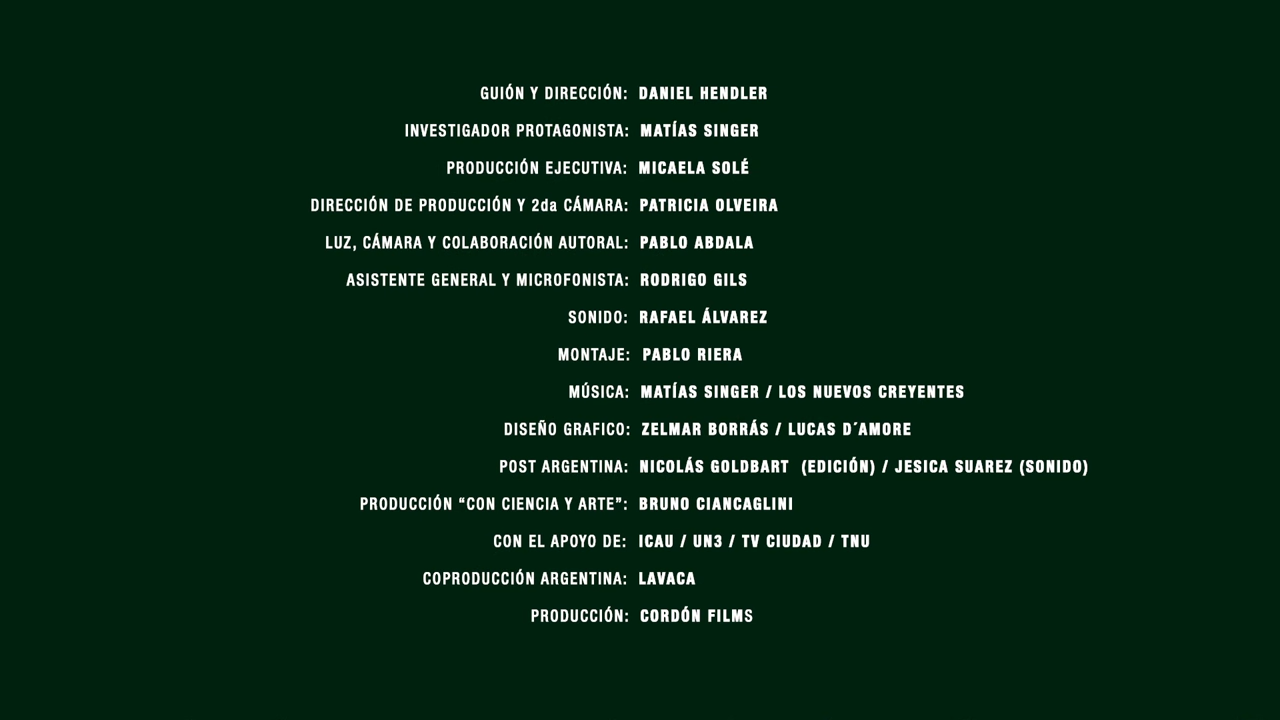 GUIÓN Y DIRECCIÓN: DANIEL HENDLER
INVESTIGADOR PROTAGONISTA: MATÍAS SINGER
PRODUCCIÓN EJECUTIVA: MICAELA SOLÉ
DIRECCIÓN DE PRODUCCIÓN Y 2da CÁMARA: PATRICIA OLVEIRA
LUZ, CÁMARA Y COLABORACIÓN AUTORAL: PABLO ABDALA
ASISTENTE GENERAL Y MICROFONISTA: RODRIGO GILS
SONIDO: RAFAEL ÁLVAREZ
MONTAJE: PABLO RIERA
MÚSICA: MATÍAS SINGER / LOS NUEVOS CREYENTES
DISEÑO GRAFICO: ZELMAR BORRÁS / LUCAS D´AMORE
POST ARGENTINA: NICOLÁS GOLDBART (EDICIÓN) / JESICA SUAREZ (SONIDO)
PRODUCCIÓN “CON CIENCIA Y ARTE”: BRUNO CIANCAGLINI
CON EL APOYO DE: ICAU / UN3 / TV CIUDAD / TNU
COPRODUCCIÓN ARGENTINA: LAVACA
PRODUCCIÓN: CORDÓN FILMS